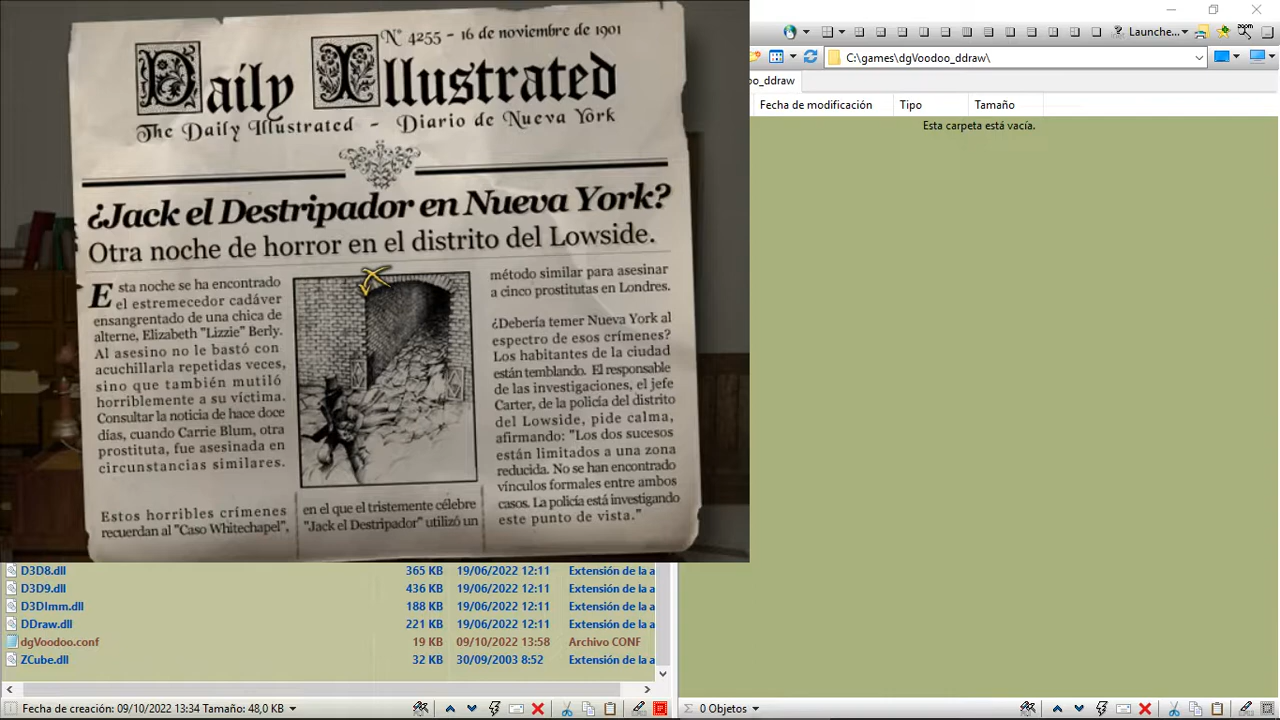 Nº 4255 - 16 de noviembre de 1901
Daily Illustrated
The Daily Illustrated - Diario de Nueva York
¿Jack el Destripador en Nueva York?
Otra noche de horror en el distrito del Lowside.
Esta noche se ha encontrado
el estremecedor cadáver
ensangrentado de una chica de
alterne, Elizabeth "Lizzie" Berly.
Al asesino no le bastó con
acuchillarla repetidas veces,
sino que también mutiló
horriblemente a su víctima.
Consultar la noticia de hace doce
días, cuando Carrie Blum, otra
prostituta, fue asesinada en
circunstancias similares.
Estos horribles crímenes
recuerdan al "Caso Whitechapel",
en el que el tristemente célebre
"Jack el Destripador" utilizó un
método similar para asesinar
a cinco prostitutas en Londres.
¿Debería temer Nueva York al
espectro de esos crímenes?
Los habitantes de la ciudad
están temblando. El responsable
de las investigaciones, el jefe
Carter, de la policía del distrito
del Lowside, pide calma,
afirmando: "Los dos sucesos
están limitados a una zona
reducida. No se han encontrado
vínculos formales entre ambos
casos. La policía está investigando
este punto de vista."
Launche...
zoom
C:\games\dgVoodoo_ddraw\
oo_ddraw
Fecha de modificación Tipo Tamaño
Esta carpeta está vacía.
D3D8.dll 365 KB 19/06/2022 12:11 Extensión de la a
D3D9.dll 436 KB 19/06/2022 12:11 Extensión de la a
D3DImm.dll 188 KB 19/06/2022 12:11 Extensión de la a
DDraw.dll 221 KB 19/06/2022 12:11 Extensión de la a
dgVoodoo.conf 19 KB 09/10/2022 13:58 Archivo CONF
ZCube.dll 32 KB 30/09/2003 8:52 Extensión de la a
Fecha de creación: 09/10/2022 13:34 Tamaño: 48,0 KB
0 Objetos